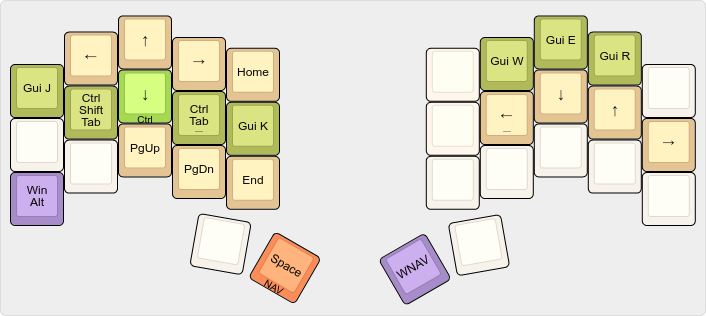 Gui J
←
Ctrl
Shift
Tab
↑
↓
Ctrl
PgUp
→
Ctrl
Tab
_
PgDn
Home
Gui K
End
Win
Alt
Space
NAV
Gui W
←
_
Gui E
↓
Gui R
↑
→
WNAV